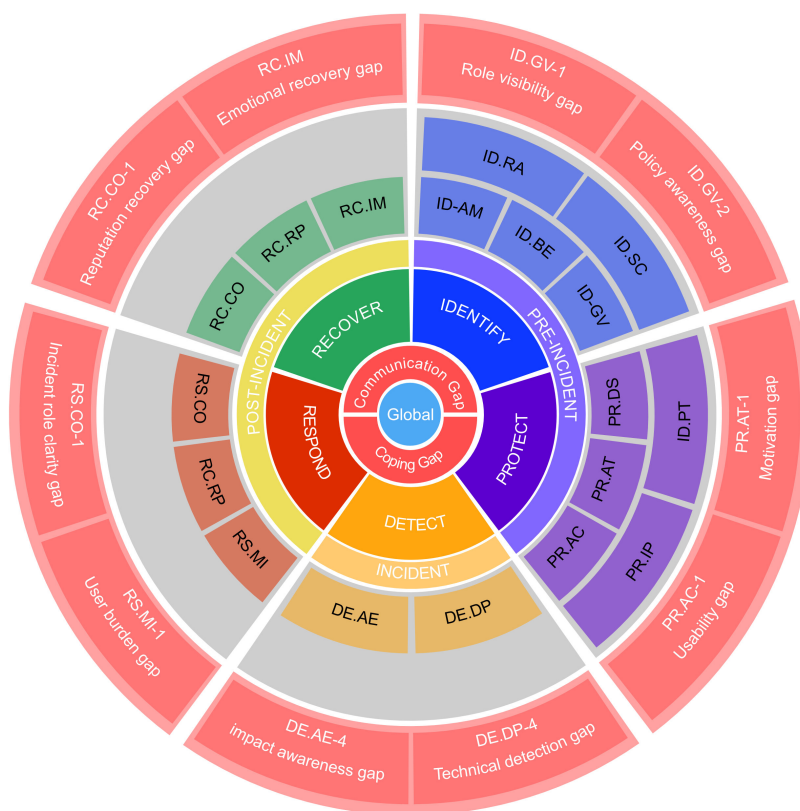 RC.IM
Emotional recovery gap
ID.GV-1
Role visibility gap
RC.CO-1
Reputation recovery gap
ID.GV-2
Policy awareness gap
ID.RA
ID.SC
ID-AM
ID.BE
ID-GV
RC.IM
RC.RP
RC.CO
POST-INCIDENT
PRE-INCIDENT
RECOVER
IDENTIFY
Communication Gap
Global
Coping Gap
RESPOND
PROTECT
DETECT
INCIDENT
RS.CO
RC.RP
RS.MI
PR.DS
PR.AT
PR.AC
ID.PT
PR.IP
DE.AE
DE.DP
RS.CO-1
Incident role clarity gap
PR.AT-1
Motivation gap
RS.MI-1
User burden gap
PR.AC-1
Usability gap
DE.AE-4
impact awareness gap
DE.DP-4
Technical detection gap